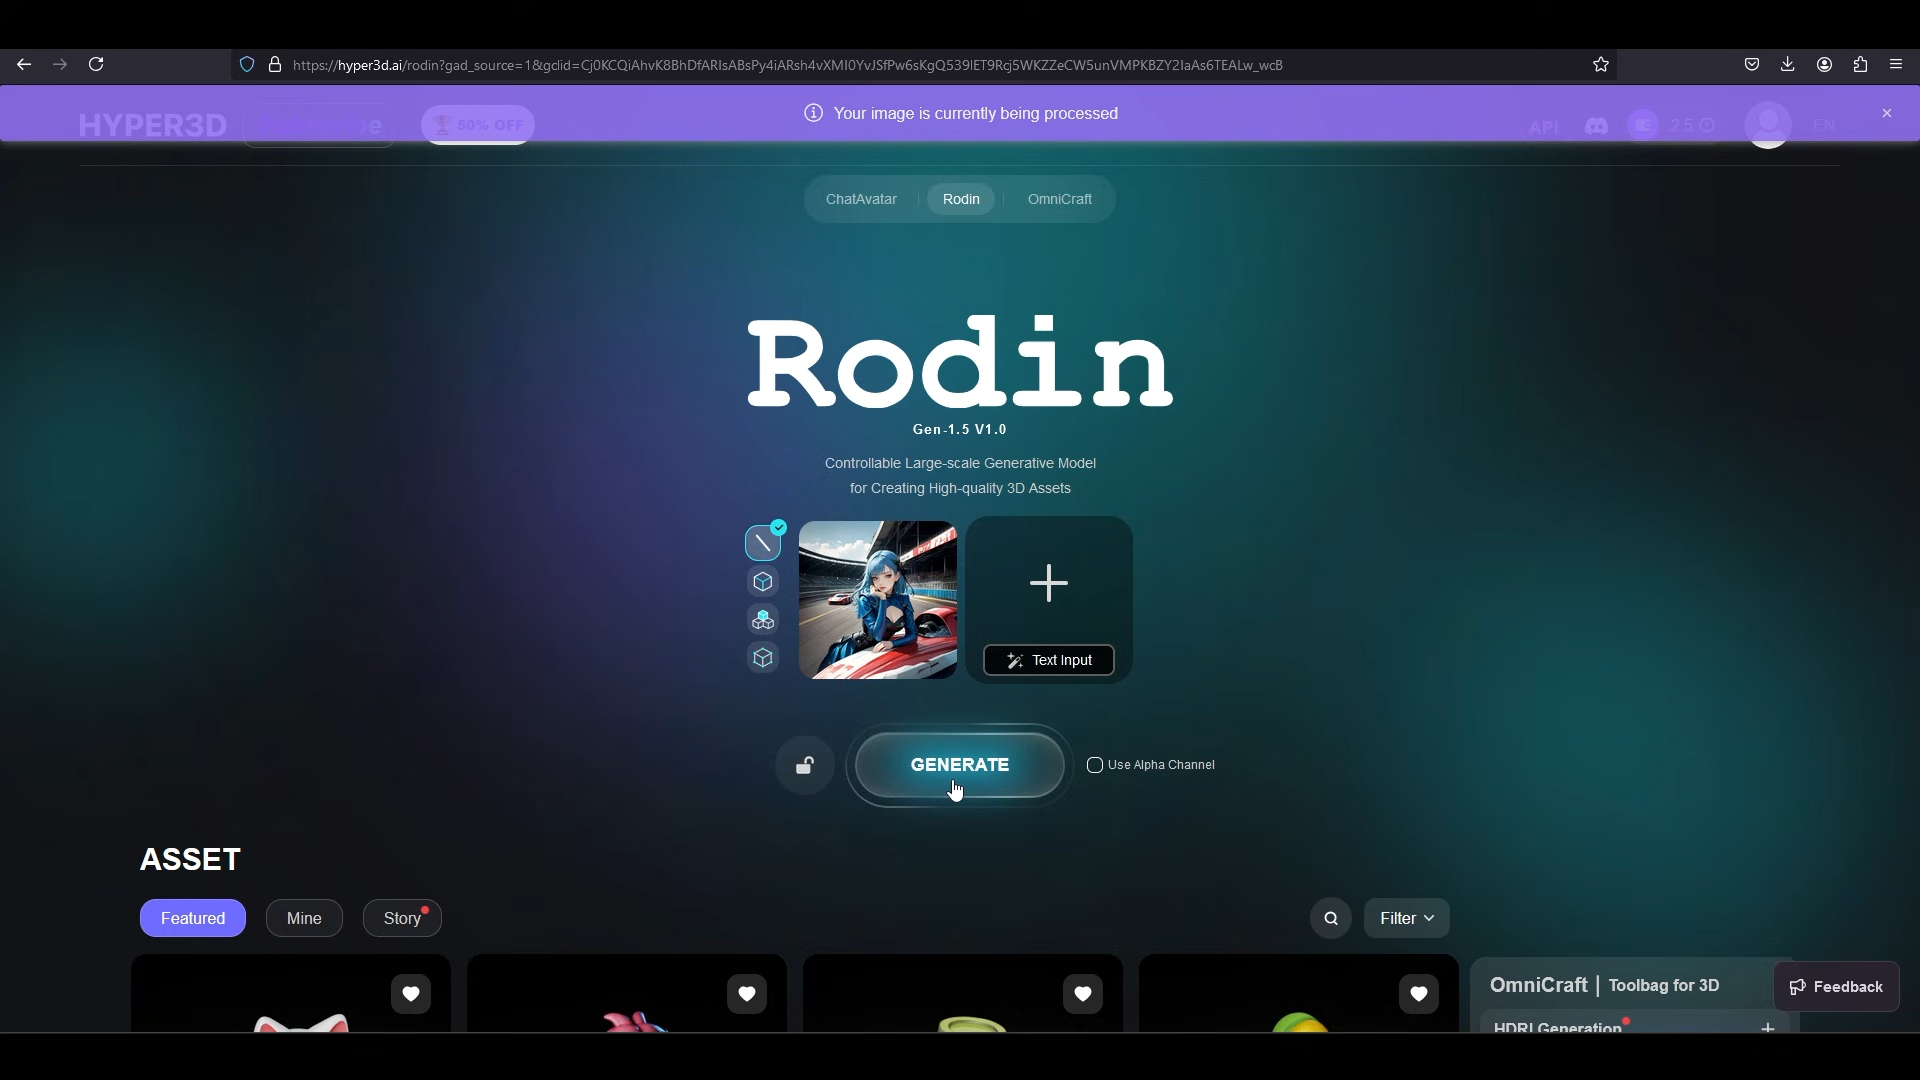 https://hyper3d.ai/rodin?gad_source=1&gclid=Cj0KCQiAhvK8BhDfARIsABsPy4iARsh4vXMI0YvJSfPw6sKgQ539lET9Rcj5WKZZeCW5unVMPKBZY2IaAs6TEALw_wcB
HYPER3D
50% OFF
Your image is currently being processed
API
2.5
EN
ChatAvatar
Rodin
OmniCraft
Rodin
Gen-1.5 V1.0
Controllable Large-scale Generative Model
for Creating High-quality 3D Assets
Text Input
GENERATE
Use Alpha Channel
ASSET
Featured
Mine
Story
Filter
OmniCraft | Toolbag for 3D
Feedback
HDRI Generation